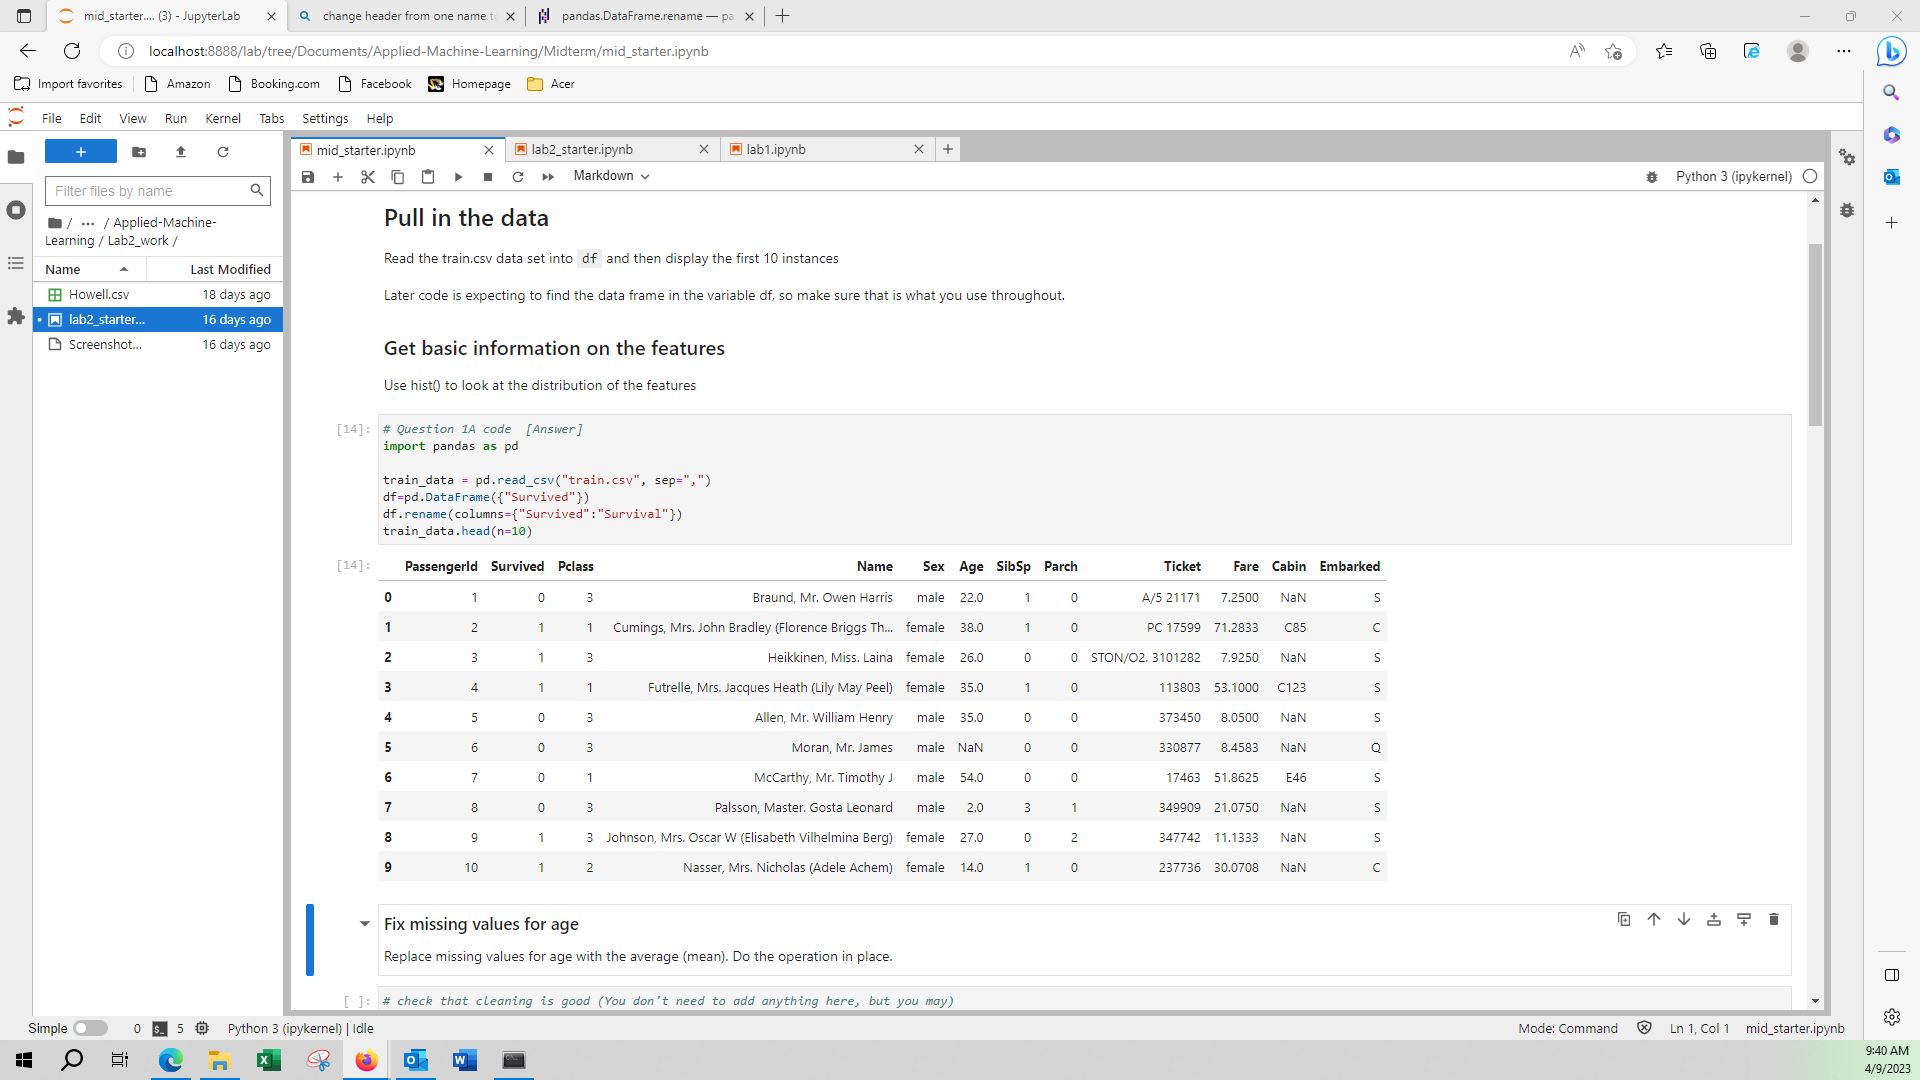 mid_starter.... (3) - JupyterLab
change header from one name t
pandas.DataFrame.rename — pa
localhost:8888/lab/tree/Documents/Applied-Machine-Learning/Midterm/mid_starter.ipynb
Import favorites
Amazon
Booking.com
Facebook
Homepage
Acer
File Edit View Run Kernel Tabs Settings Help
mid_starter.ipynb
lab2_starter.ipynb
lab1.ipynb
Markdown
Python 3 (ipykernel)
Filter files by name
/ ... / Applied-Machine-
Learning / Lab2_work /
Name Last Modified
Howell.csv 18 days ago
lab2_starter... 16 days ago
Screenshot... 16 days ago
Pull in the data
Read the train.csv data set into df and then display the first 10 instances
Later code is expecting to find the data frame in the variable df, so make sure that is what you use throughout.
Get basic information on the features
Use hist() to look at the distribution of the features
[14]: # Question 1A code  [Answer]
import pandas as pd
train_data = pd.read_csv("train.csv", sep=",")
df=pd.DataFrame({"Survived"})
df.rename(columns={"Survived":"Survival"})
train_data.head(n=10)
[14]: PassengerId Survived Pclass Name Sex Age SibSp Parch Ticket Fare Cabin Embarked
0 1 0 3 Braund, Mr. Owen Harris male 22.0 1 0 A/5 21171 7.2500 NaN S
1 2 1 1 Cumings, Mrs. John Bradley (Florence Briggs Th... female 38.0 1 0 PC 17599 71.2833 C85 C
2 3 1 3 Heikkinen, Miss. Laina female 26.0 0 0 STON/O2. 3101282 7.9250 NaN S
3 4 1 1 Futrelle, Mrs. Jacques Heath (Lily May Peel) female 35.0 1 0 113803 53.1000 C123 S
4 5 0 3 Allen, Mr. William Henry male 35.0 0 0 373450 8.0500 NaN S
5 6 0 3 Moran, Mr. James male NaN 0 0 330877 8.4583 NaN Q
6 7 0 1 McCarthy, Mr. Timothy J male 54.0 0 0 17463 51.8625 E46 S
7 8 0 3 Palsson, Master. Gosta Leonard male 2.0 3 1 349909 21.0750 NaN S
8 9 1 3 Johnson, Mrs. Oscar W (Elisabeth Vilhelmina Berg) female 27.0 0 2 347742 11.1333 NaN S
9 10 1 2 Nasser, Mrs. Nicholas (Adele Achem) female 14.0 1 0 237736 30.0708 NaN C
Fix missing values for age
Replace missing values for age with the average (mean). Do the operation in place.
[ ]: # check that cleaning is good (You don't need to add anything here, but you may)
Simple 0 5 Python 3 (ipykernel) | Idle
Mode: Command Ln 1, Col 1 mid_starter.ipynb
9:40 AM
4/9/2023